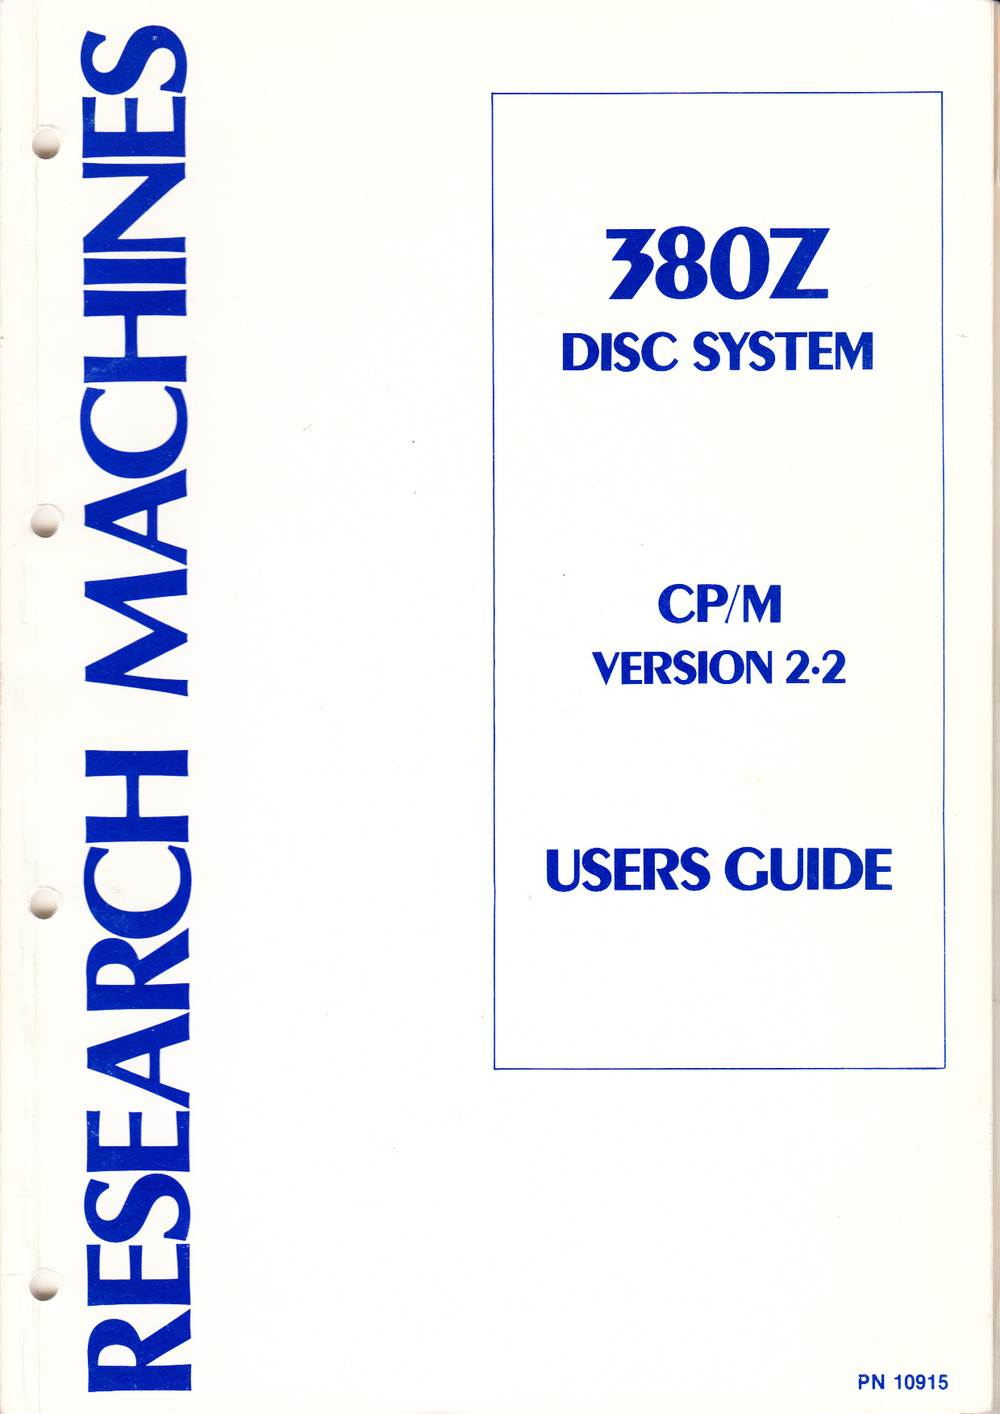 RESEARCH MACHINES
380Z
DISC SYSTEM
CP/M
VERSION 2·2
USERS GUIDE
PN 10915